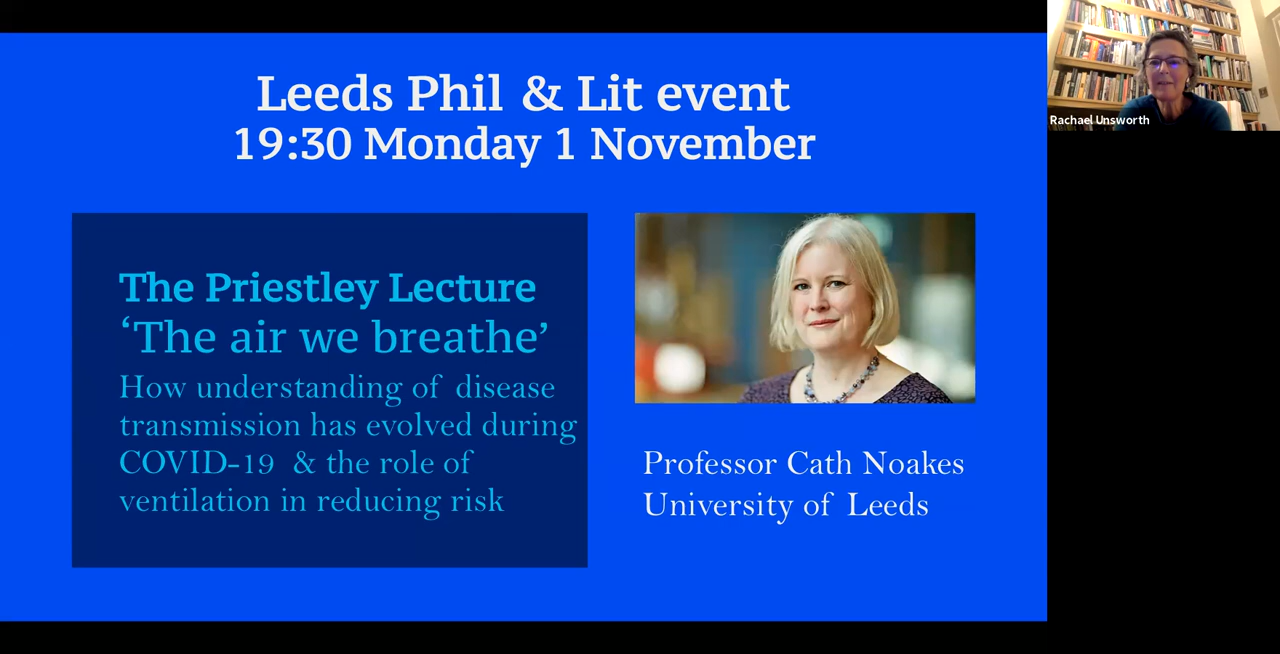 Leeds Phil & Lit event
19:30 Monday 1 November
The Priestley Lecture
‘The air we breathe’
How understanding of disease
transmission has evolved during
COVID-19 & the role of
ventilation in reducing risk
Professor Cath Noakes
University of Leeds
Rachael Unsworth